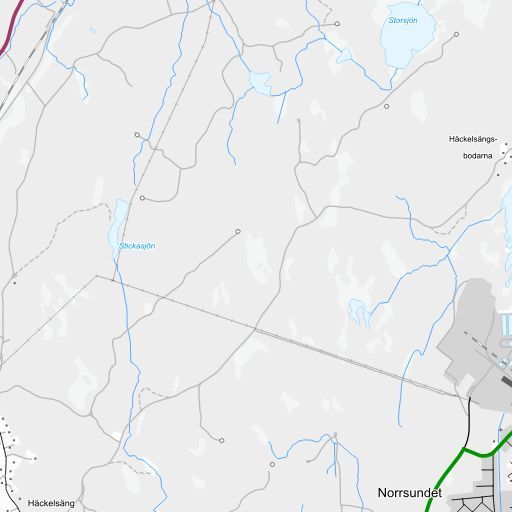 Storsjön
Häckelsängs-
bodarna
Stickasjön
Norrsundet
Häckelsäng